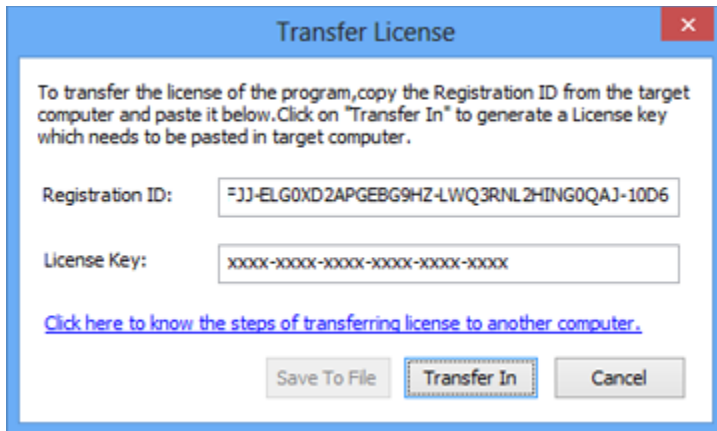 Transfer License
x
To transfer the license of the program,copy the Registration ID from the target
computer and paste it below.Click on "Transfer In" to generate a License key
which needs to be pasted in target computer.
Registration ID: FJJ-ELG0XD2APGEBG9HZ-LWQ3RNL2HING0QAJ-10D6
License Key: xxxx-xxxx-xxxx-xxxx-xxxx-xxxx
Click here to know the steps of transferring license to another computer.
Save To File Transfer In Cancel